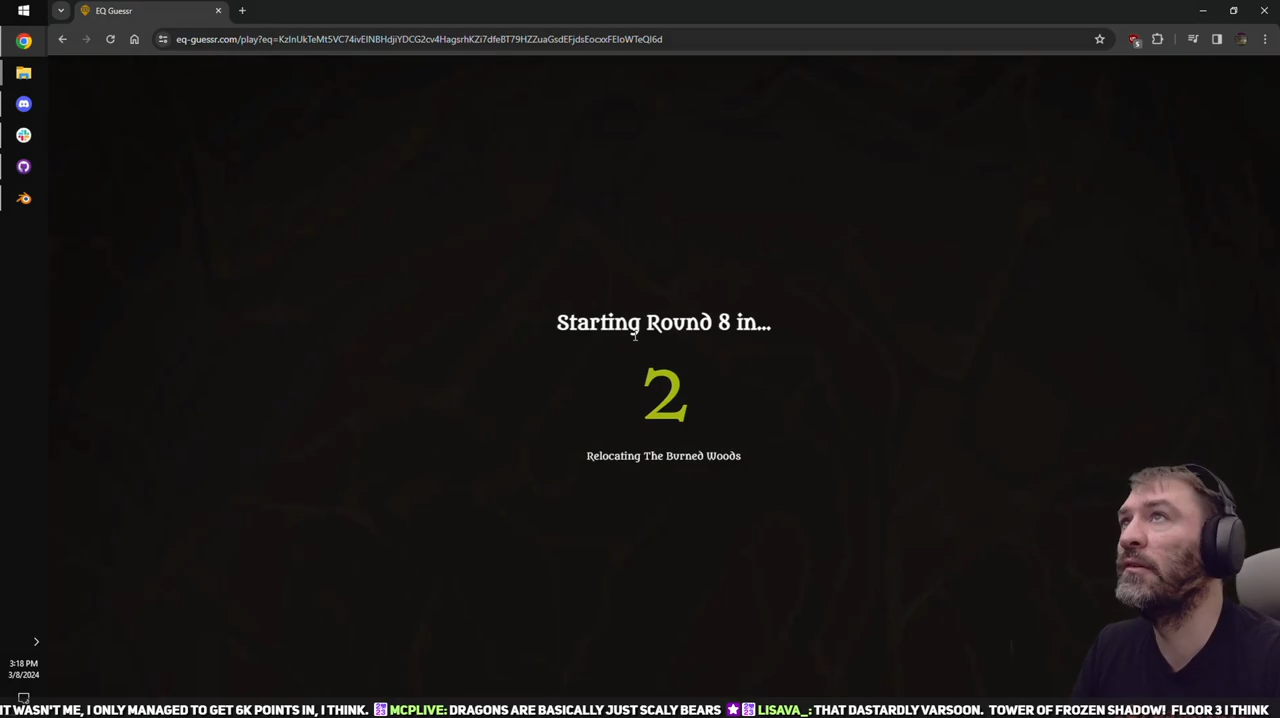 EQ Guessr
eq-guessr.com/play?eq=KzInUkTeMt5VC74ivElNBHdjiYDCG2cv4HagsrhKZi7dfeBT79HZZuaGsdEFjdsEocxxFEIoWTeQl6d
Starting Round 8 in...
2
Relocating The Burned Woods
3:18 PM
3/8/2024
IT WASN'T ME, I ONLY MANAGED TO GET 6K POINTS IN, I THINK. MCPLIVE: DRAGONS ARE BASICALLY JUST SCALY BEARS LISAVA_: THAT DASTARDLY VARSOON. TOWER OF FROZEN SHADOW! FLOOR 3 I THINK